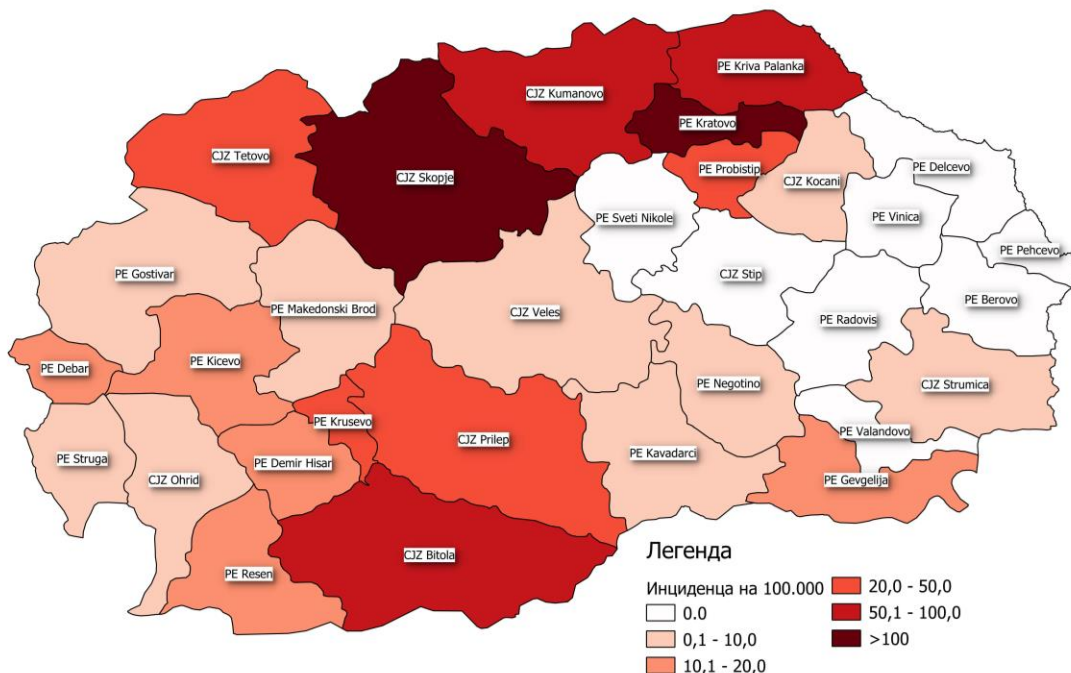 PE Kriva Palanka
CJZ Kumanovo
PE Kratovo
CJZ Tetovo
PE Probistip
PE Delcevo
CJZ Skopje
CJZ Kocani
PE Sveti Nikole
PE Vinica
PE Pehcevo
PE Gostivar
CJZ Stip
PE Berovo
PE Makedonski Brod
CJZ Veles
PE Radovis
PE Debar
PE Kicevo
PE Negotino
CJZ Strumica
PE Krusevo
PE Valandovo
CJZ Prilep
PE Struga
PE Demir Hisar
PE Kavadarci
CJZ Ohrid
PE Gevgelija
CJZ Bitola
PE Resen
Легенда
Инциденца на 100.000
0.0
0,1 - 10,0
10,1 - 20,0
20,0 - 50,0
50,1 - 100,0
>100